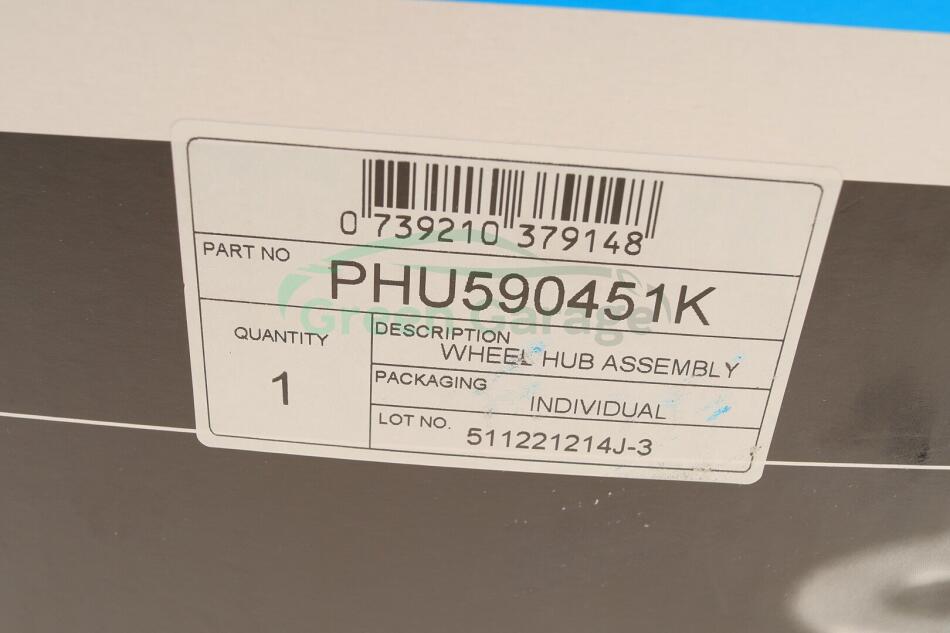 0 739210 379148
PART NO
PHU590451K
Green Garage
QUANTITY
1
DESCRIPTION
WHEEL HUB ASSEMBLY
PACKAGING
INDIVIDUAL
LOT NO.
511221214J-3